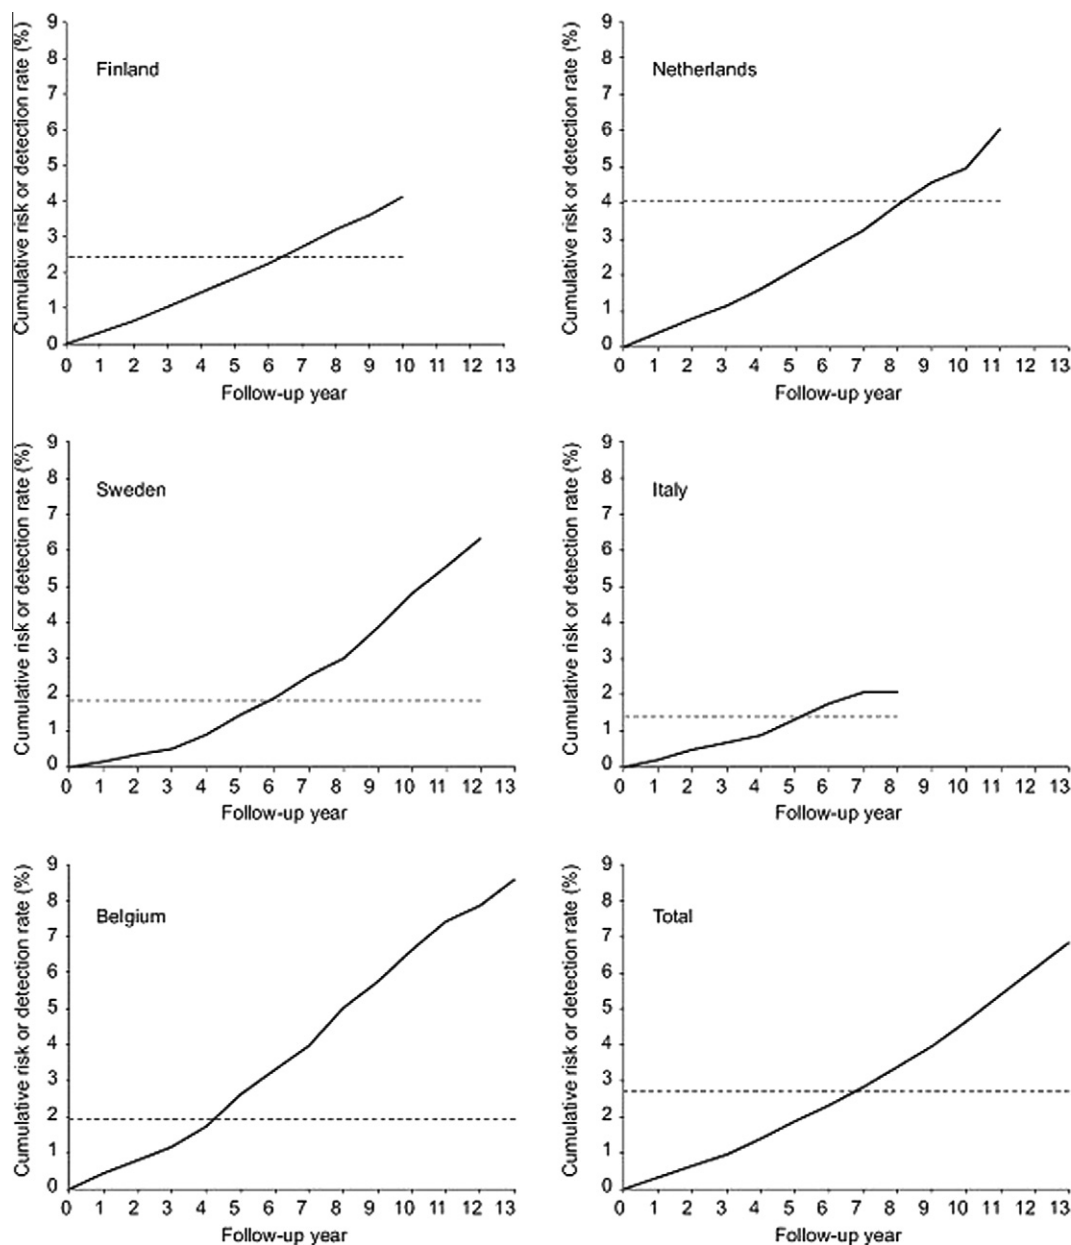 Cumulative risk or detection rate (%)
9
8
7
6
5
4
3
2
1
0
Finland
0 1 2 3 4 5 6 7 8 9 10 11 12 13
Follow-up year
Cumulative risk or detection rate (%)
9
8
7
6
5
4
3
2
1
0
Netherlands
0 1 2 3 4 5 6 7 8 9 10 11 12 13
Follow-up year
Cumulative risk or detection rate (%)
9
8
7
6
5
4
3
2
1
0
Sweden
0 1 2 3 4 5 6 7 8 9 10 11 12 13
Follow-up year
Cumulative risk or detection rate (%)
9
8
7
6
5
4
3
2
1
0
Italy
0 1 2 3 4 5 6 7 8 9 10 11 12 13
Follow-up year
Cumulative risk or detection rate (%)
9
8
7
6
5
4
3
2
1
0
Belgium
0 1 2 3 4 5 6 7 8 9 10 11 12 13
Follow-up year
Cumulative risk or detection rate (%)
9
8
7
6
5
4
3
2
1
0
Total
0 1 2 3 4 5 6 7 8 9 10 11 12 13
Follow-up year